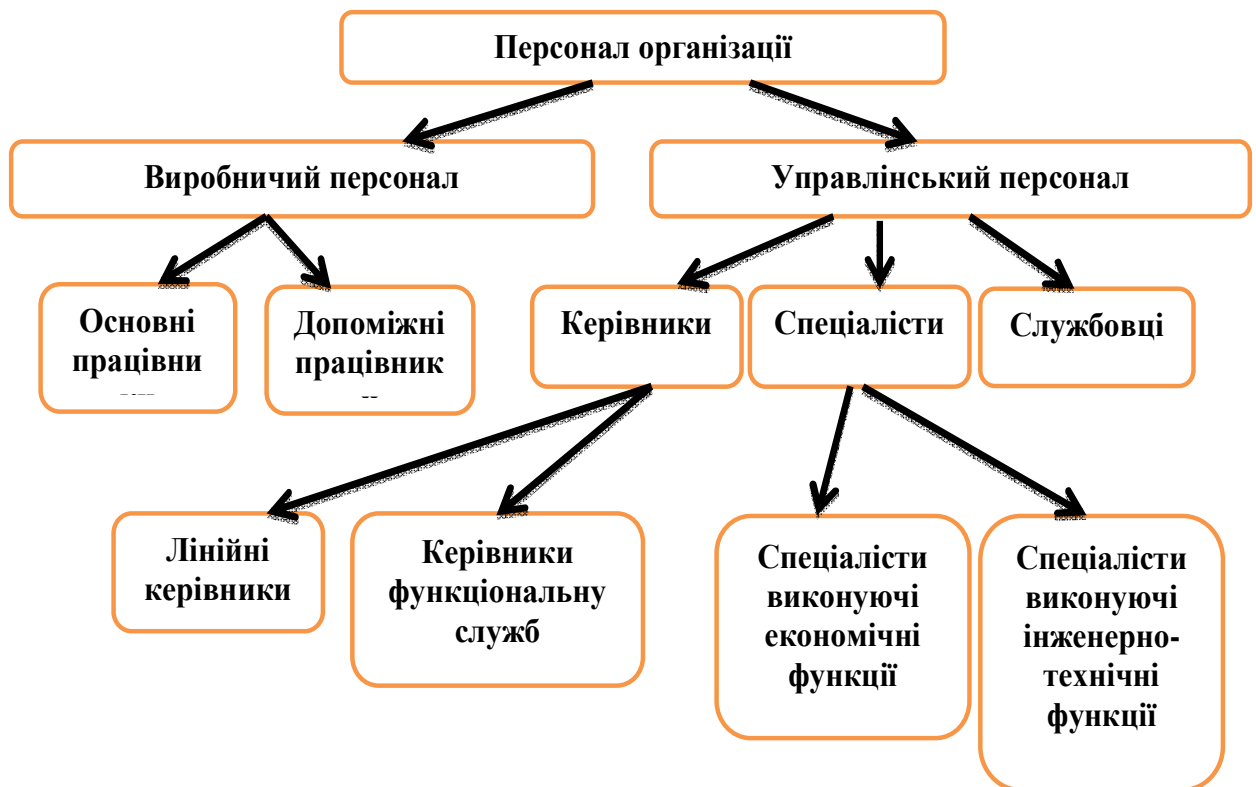 Персонал організації
Виробничий персонал
Управлінський персонал
Основні
працівни
Допоміжні
працівник
Керівники
Спеціалісти
Службовці
Лінійні
керівники
Керівники
функціональну
служб
Спеціалісти
виконуючі
економічні
функції
Спеціалісти
виконуючі
інженерно-
технічні
функції